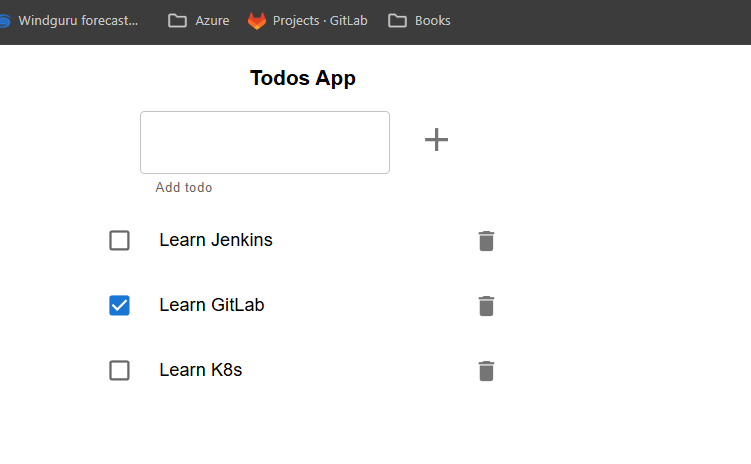 Windguru forecast... Azure Projects · GitLab Books
Todos App
Add todo
Learn Jenkins
Learn GitLab
Learn K8s